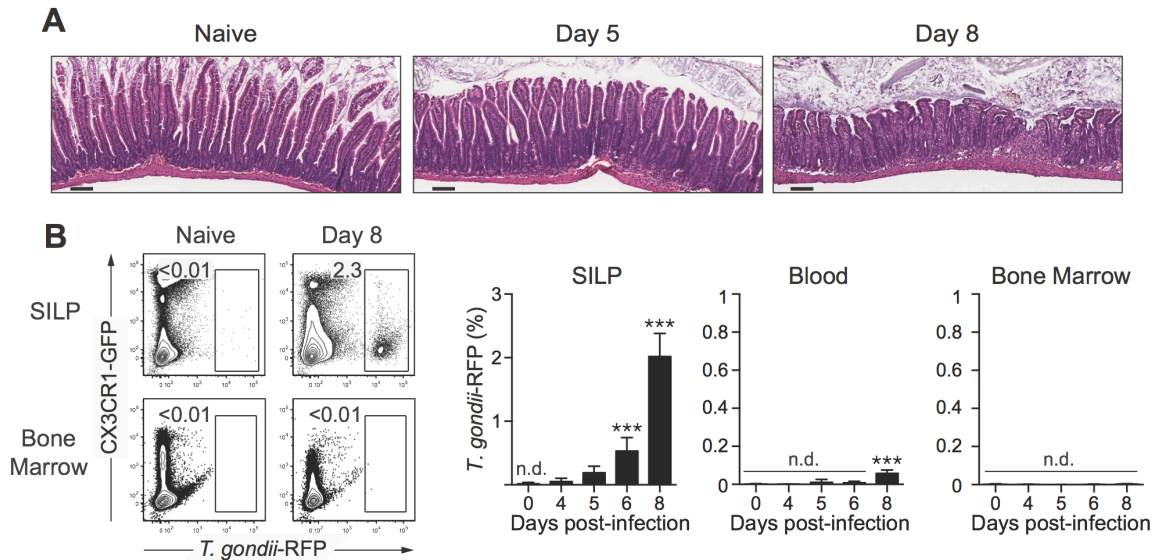 A
Naive
Day 5
Day 8
B
Naive
Day 8
SILP
<0.01
2.3
Bone
Marrow
<0.01
<0.01
CX3CR1-GFP
T. gondii-RFP
SILP
Blood
Bone Marrow
T. gondii-RFP (%)
3
2
1
n.d.
***
***
0 4 5 6 8
Days post-infection
1
0.8
0.6
0.4
0.2
0
n.d.
***
0 4 5 6 8
Days post-infection
1
0.8
0.6
0.4
0.2
0
n.d.
0 4 5 6 8
Days post-infection